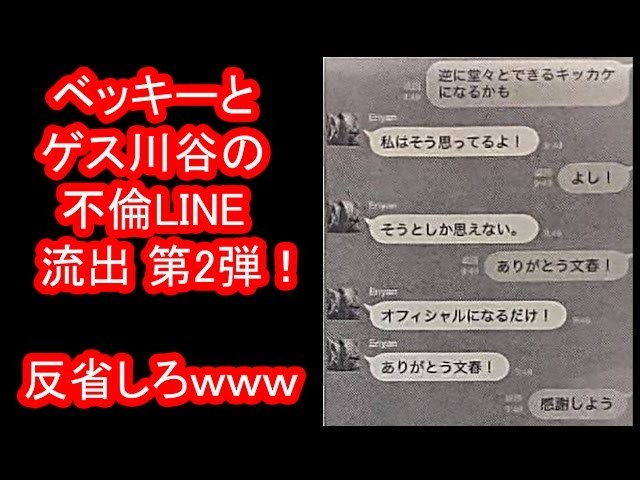 ベッキーと
ゲス川谷の
不倫LINE
流出 第2弾！
反省しろwww
逆に堂々とできるキッカケ
になるかも
Enyan
私はそう思ってるよ！
よし！
Enyan
そうとしか思えない。
ありがとう文春！
Enyan
オフィシャルになるだけ！
Enyan
ありがとう文春！
感謝しよう